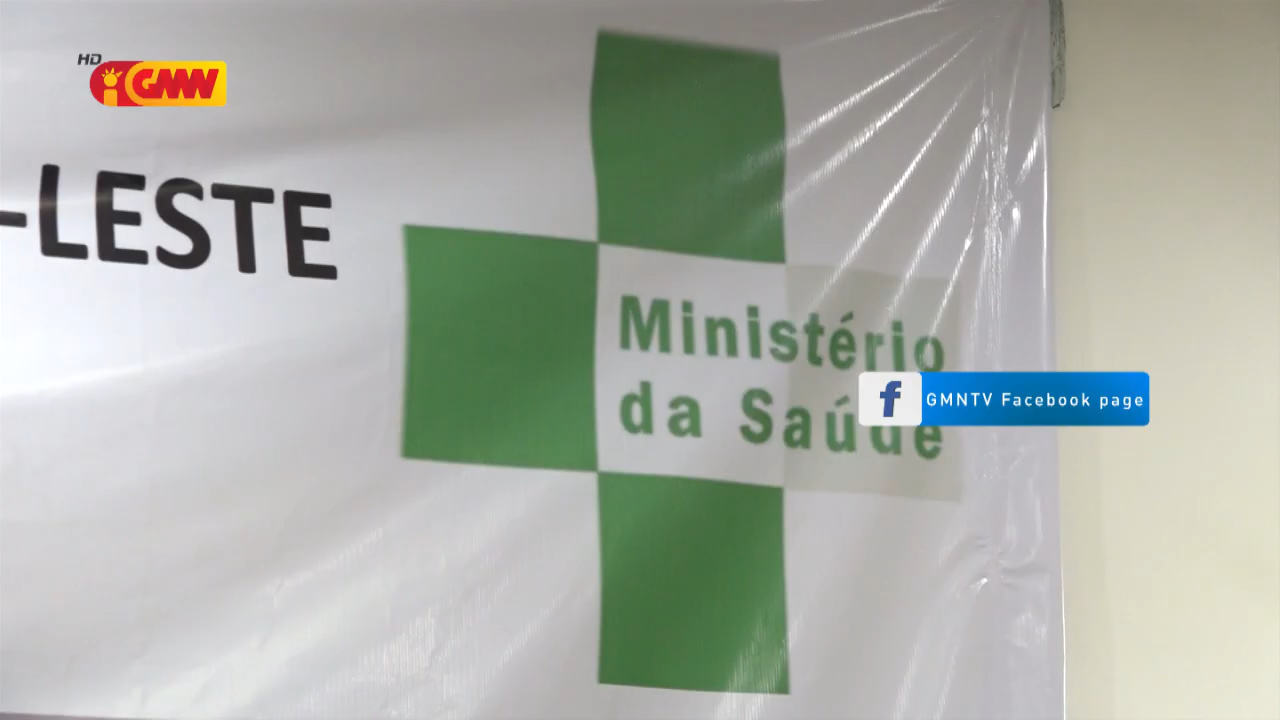 HD
GMN
-LESTE
Ministério
da Saúde
f GMNTV Facebook page